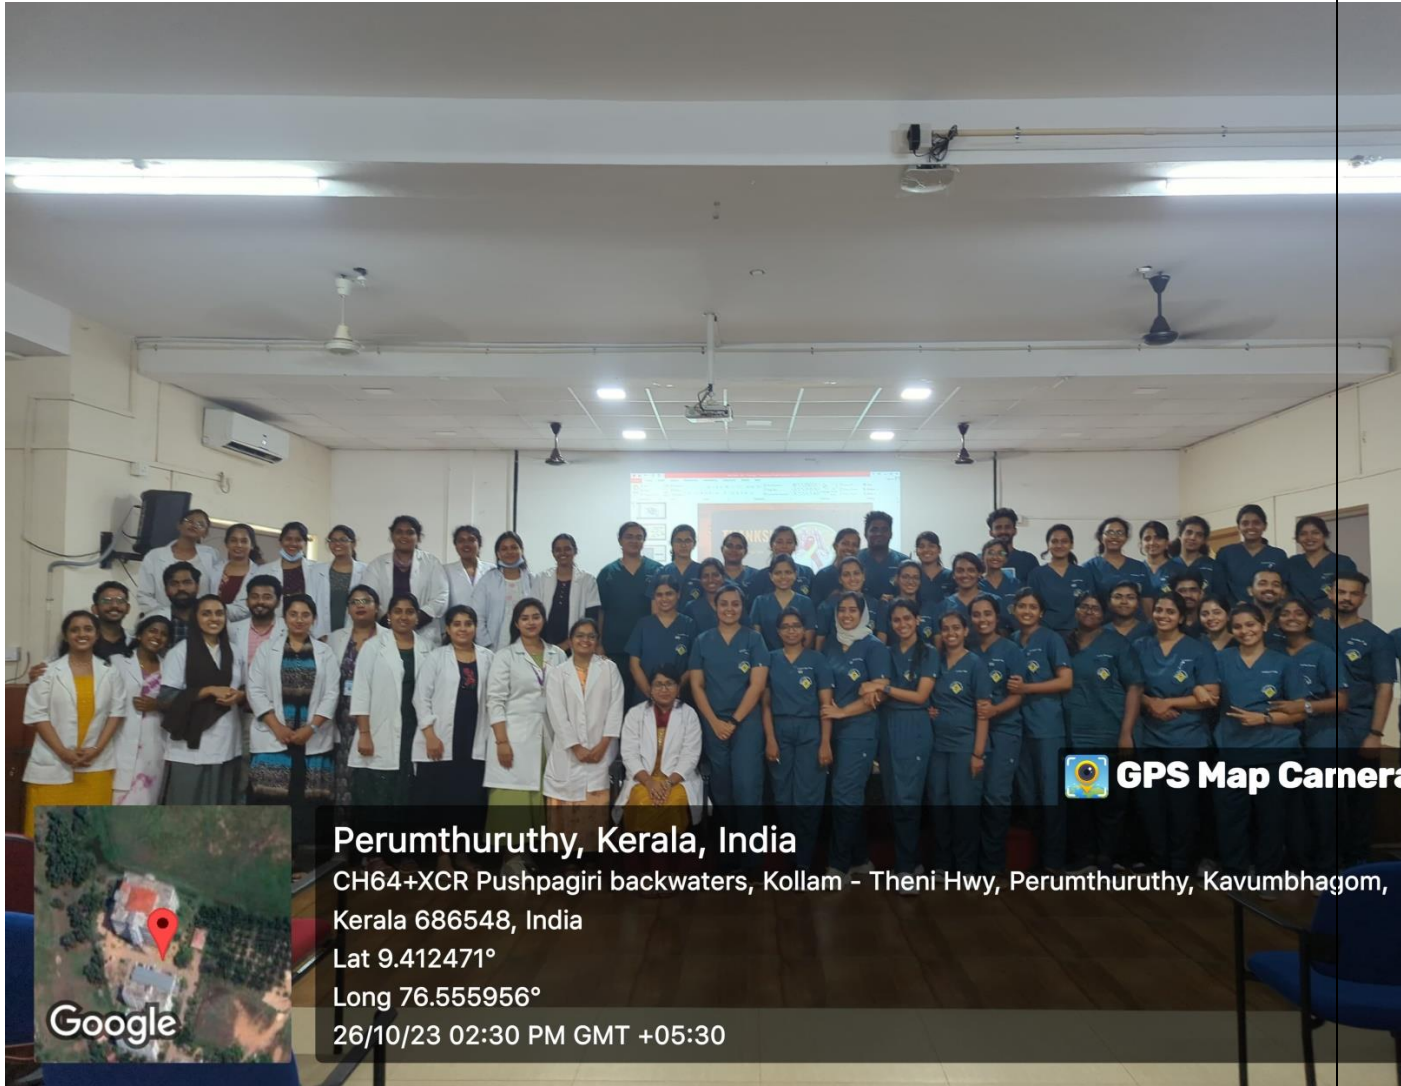 THANKS
GPS Map Camera
Perumthuruthy, Kerala, India
CH64+XCR Pushpagiri backwaters, Kollam - Theni Hwy, Perumthuruthy, Kavumbhagom,
Kerala 686548, India
Lat 9.412471°
Long 76.555956°
26/10/23 02:30 PM GMT +05:30
Google